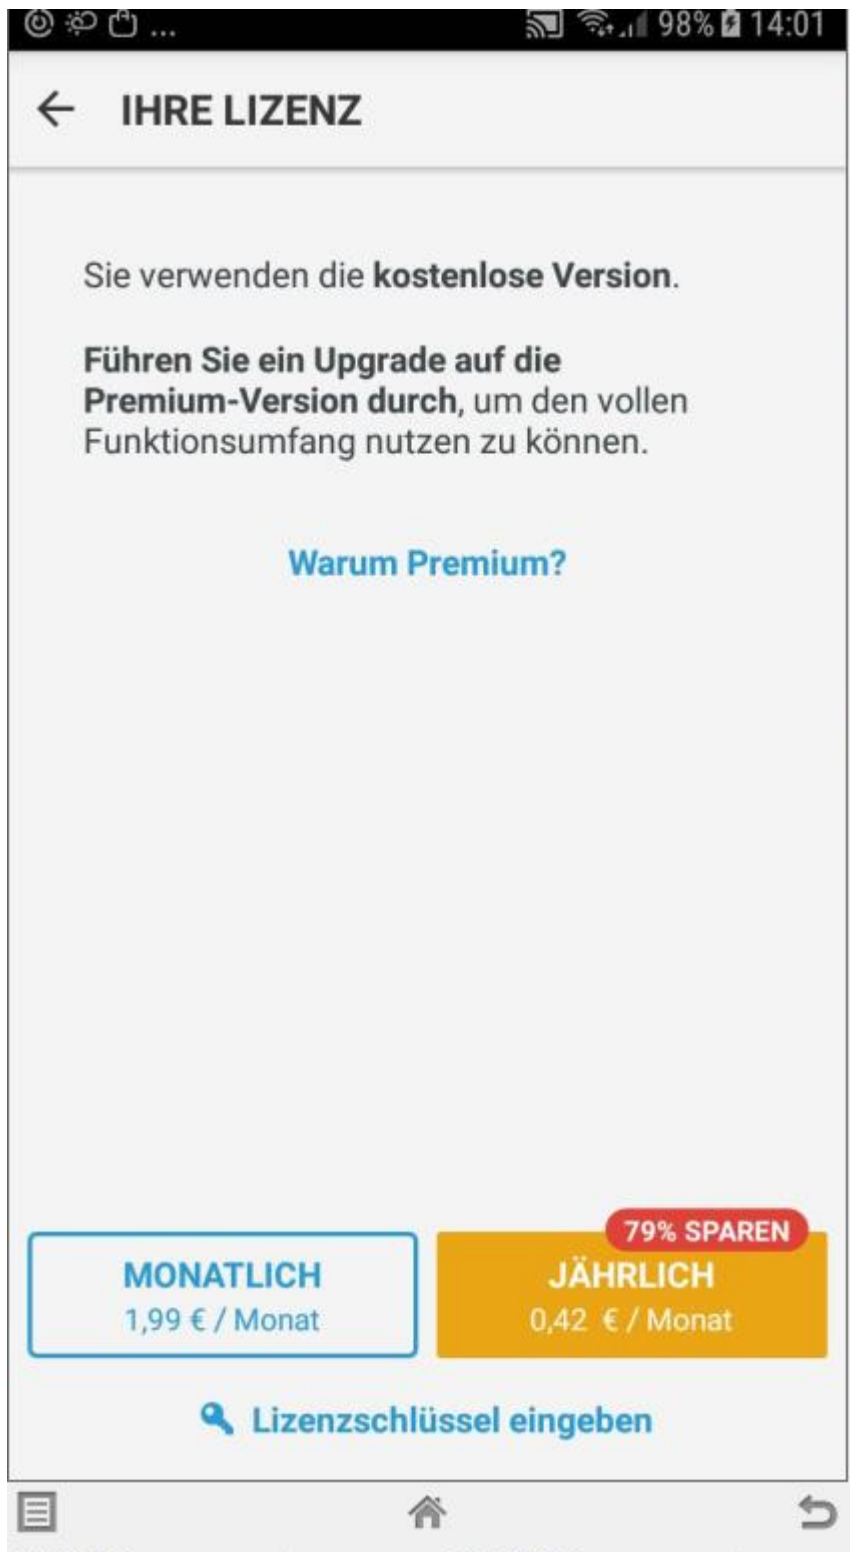 ... 98% 14:01
IHRE LIZENZ
Sie verwenden die kostenlose Version.
Führen Sie ein Upgrade auf die
Premium-Version durch, um den vollen
Funktionsumfang nutzen zu können.
Warum Premium?
79% SPAREN
MONATLICH
1,99 € / Monat
JÄHRLICH
0,42 € / Monat
Lizenzschlüssel eingeben